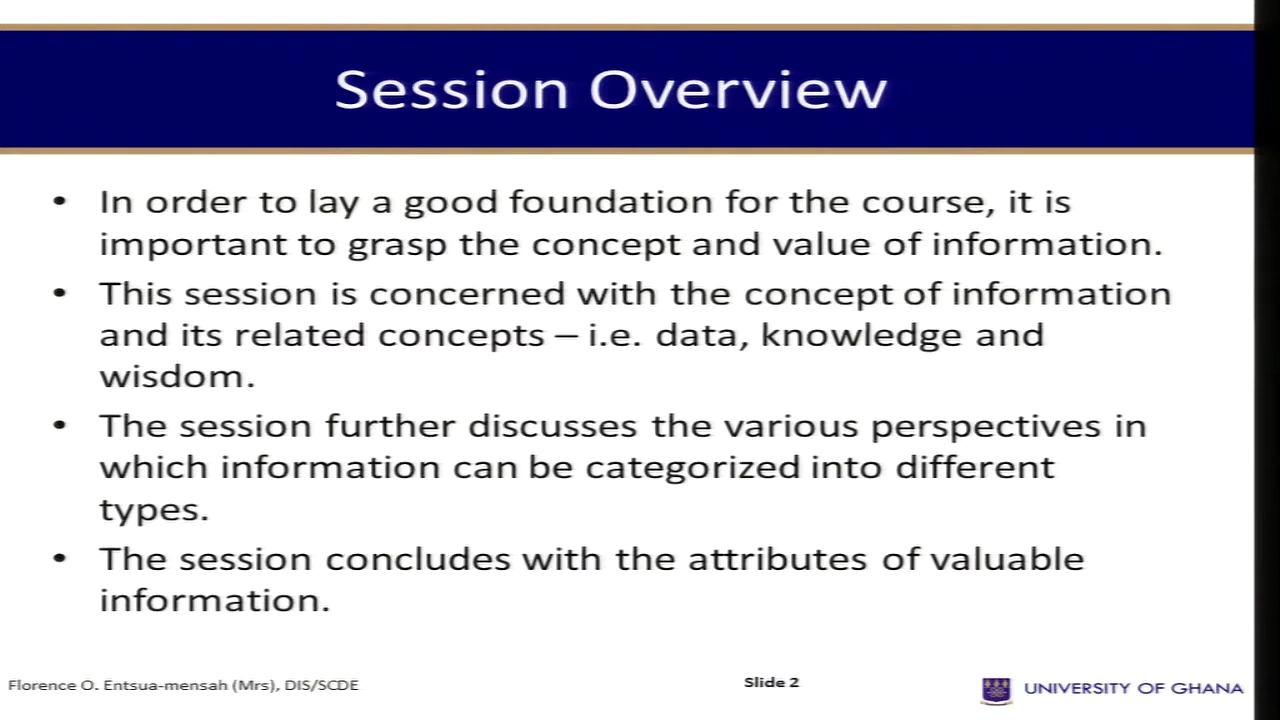 Session Overview
• In order to lay a good foundation for the course, it is
important to grasp the concept and value of information.
• This session is concerned with the concept of information
and its related concepts – i.e. data, knowledge and
wisdom.
• The session further discusses the various perspectives in
which information can be categorized into different
types.
• The session concludes with the attributes of valuable
information.
Florence O. Entsua-mensah (Mrs), DIS/SCDE
Slide 2
UNIVERSITY OF GHANA